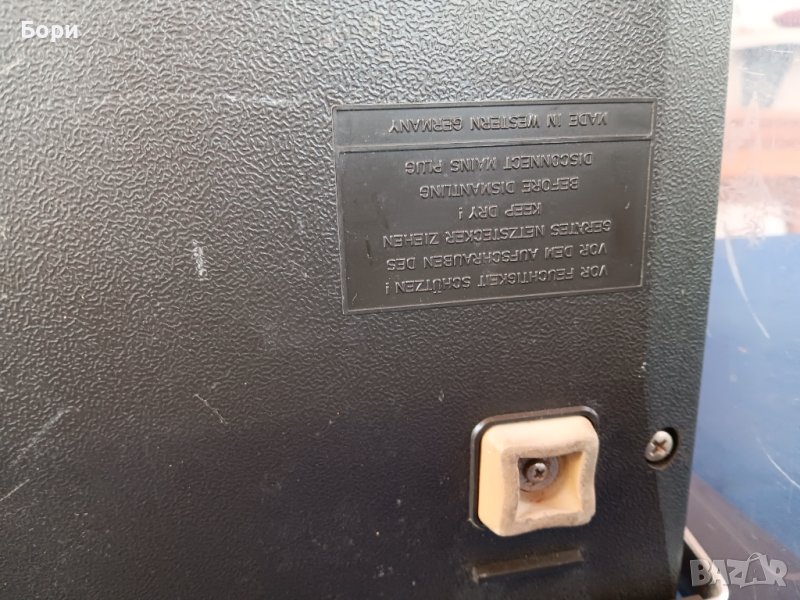 Бори
VOR FEUCHTIGKEIT SCHÜTZEN !
VOR DEM AUFSCHRAUBEN DES
GERÄTES NETZSTECKER ZIEHEN
KEEP DRY !
BEFORE DISMANTLING
DISCONNECT MAINS PLUG
MADE IN WESTERN GERMANY
BAZAR